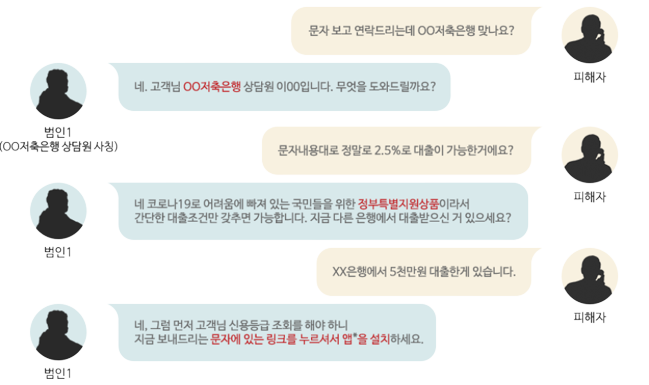 문자 보고 연락드리는데 OO저축은행 맞나요?
피해자
네. 고객님 OO저축은행 상담원 이00입니다. 무엇을 도와드릴까요?
범인1
(OO저축은행 상담원 사칭)
문자내용대로 정말로 2.5%로 대출이 가능한거에요?
피해자
네 코로나19로 어려움에 빠져 있는 국민들을 위한 정부특별지원상품이라서
간단한 대출조건만 갖추면 가능합니다. 지금 다른 은행에서 대출받으신 거 있으세요?
범인1
XX은행에서 5천만원 대출한게 있습니다.
피해자
네, 그럼 먼저 고객님 신용등급 조회를 해야 하니
지금 보내드리는 문자에 있는 링크를 누르셔서 앱*을 설치하세요.
범인1